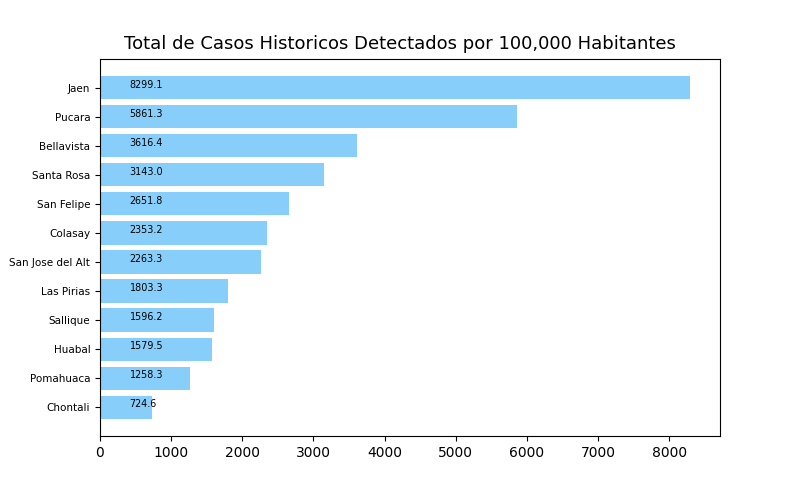 Total de Casos Historicos Detectados por 100,000 Habitantes
Jaen 8299.1
Pucara 5861.3
Bellavista 3616.4
Santa Rosa 3143.0
San Felipe 2651.8
Colasay 2353.2
San Jose del Alt 2263.3
Las Pirias 1803.3
Sallique 1596.2
Huabal 1579.5
Pomahuaca 1258.3
Chontali 724.6
0 1000 2000 3000 4000 5000 6000 7000 8000